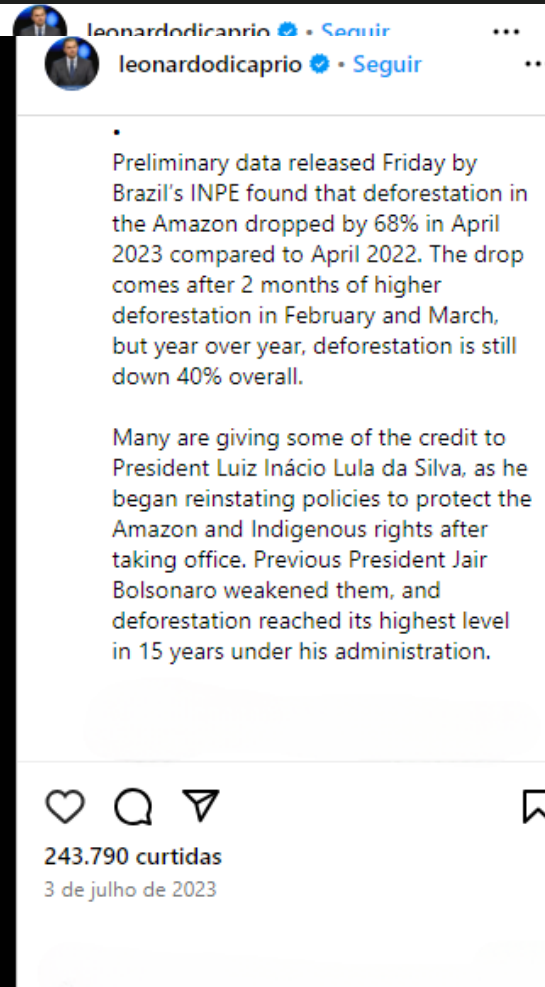 leonardodicaprio • Seguir
leonardodicaprio • Seguir
•
Preliminary data released Friday by
Brazil's INPE found that deforestation in
the Amazon dropped by 68% in April
2023 compared to April 2022. The drop
comes after 2 months of higher
deforestation in February and March,
but year over year, deforestation is still
down 40% overall.
Many are giving some of the credit to
President Luiz Inácio Lula da Silva, as he
began reinstating policies to protect the
Amazon and Indigenous rights after
taking office. Previous President Jair
Bolsonaro weakened them, and
deforestation reached its highest level
in 15 years under his administration.
243.790 curtidas
3 de julho de 2023